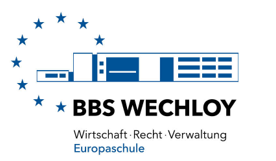 BBS WECHLOY
Wirtschaft · Recht · Verwaltung
Europaschule